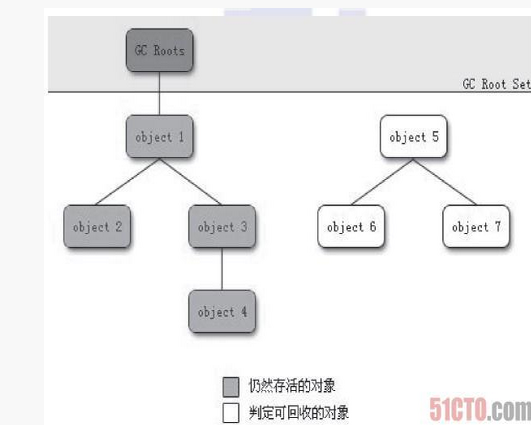 GC Roots
GC Root Set
object 1
object 5
object 2
object 3
object 6
object 7
object 4
仍然存活的对象
判定可回收的对象
51CTO.com